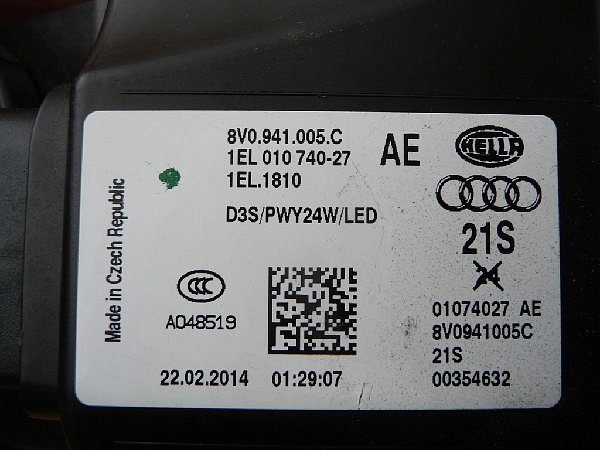 8V0.941.005.C
1EL 010 740-27
1EL.1810
AE
HELLA
D3S/PWY24W/LED
21S
Made in Czech Republic
CCC
A048519
01074027 AE
8V0941005C
21S
00354632
22.02.2014 01:29:07